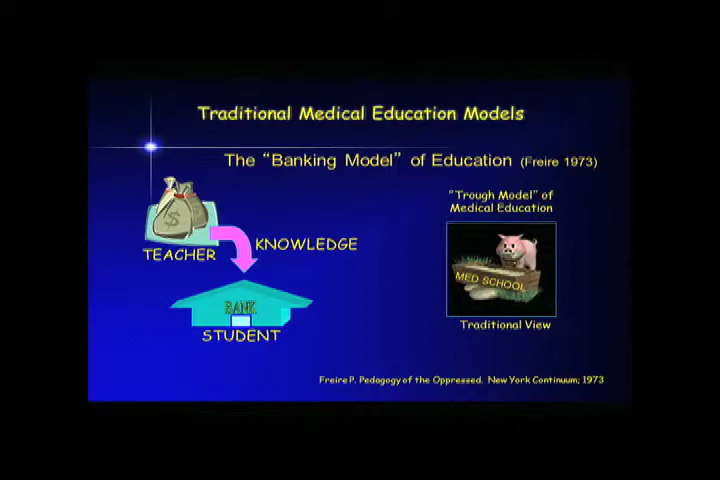 Traditional Medical Education Models
The “Banking Model” of Education (Freire 1973)
“Trough Model” of
Medical Education
$
TEACHER
KNOWLEDGE
BANK
STUDENT
MED SCHOOL
Traditional View
Freire P. Pedagogy of the Oppressed. New York Continuum; 1973